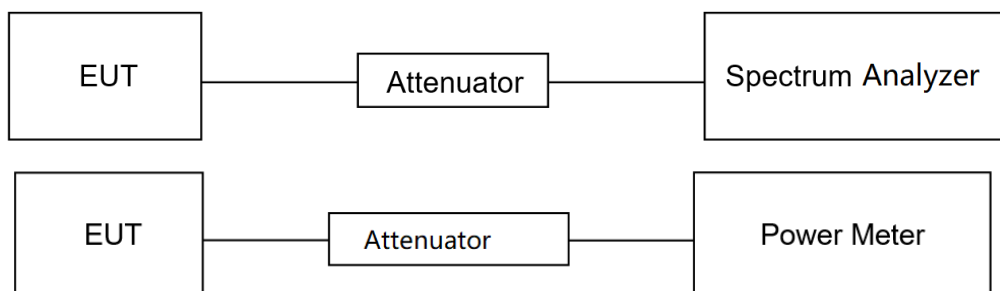 EUT
Attenuator
Spectrum Analyzer
EUT
Attenuator
Power Meter